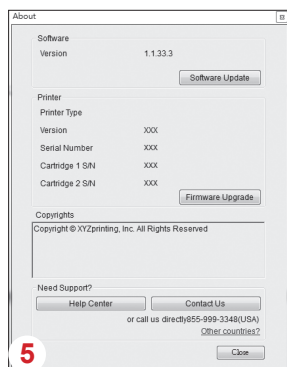 About
Software
Version 1.1.33.3
Software Update
Printer
Printer Type
Version XXX
Serial Number XXX
Cartridge 1 S/N XXX
Cartridge 2 S/N XXX
Firmware Upgrade
Copyrights
Copyright © XYZprinting, Inc. All Rights Reserved
Need Support?
Help Center Contact Us
or call us directly855-999-3348(USA)
Other countries?
5 Close